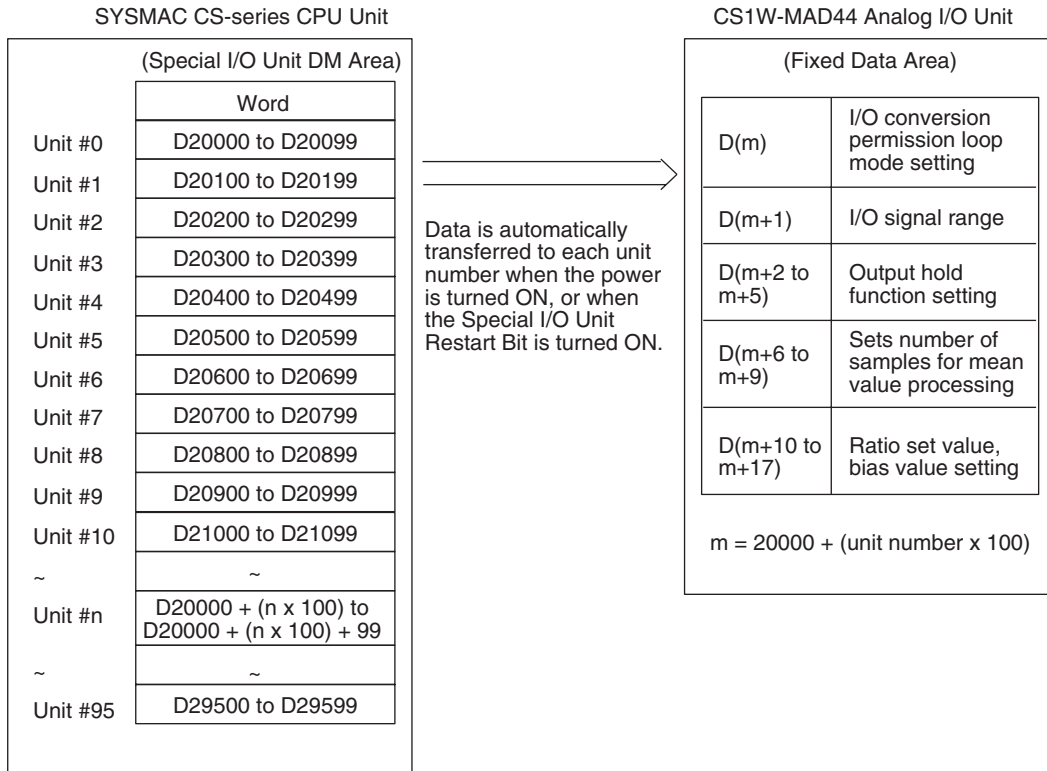 SYSMAC CS-series CPU Unit
(Special I/O Unit DM Area)
Word
Unit #0 D20000 to D20099
Unit #1 D20100 to D20199
Unit #2 D20200 to D20299
Unit #3 D20300 to D20399
Unit #4 D20400 to D20499
Unit #5 D20500 to D20599
Unit #6 D20600 to D20699
Unit #7 D20700 to D20799
Unit #8 D20800 to D20899
Unit #9 D20900 to D20999
Unit #10 D21000 to D21099
~ ~
Unit #n D20000 + (n x 100) to
D20000 + (n x 100) + 99
~ ~
Unit #95 D29500 to D29599
Data is automatically
transferred to each unit
number when the power
is turned ON, or when
the Special I/O Unit
Restart Bit is turned ON.
CS1W-MAD44 Analog I/O Unit
(Fixed Data Area)
D(m) I/O conversion
permission loop
mode setting
D(m+1) I/O signal range
D(m+2 to Output hold
m+5) function setting
D(m+6 to Sets number of
m+9) samples for mean
value processing
D(m+10 to Ratio set value,
m+17) bias value setting
m = 20000 + (unit number x 100)